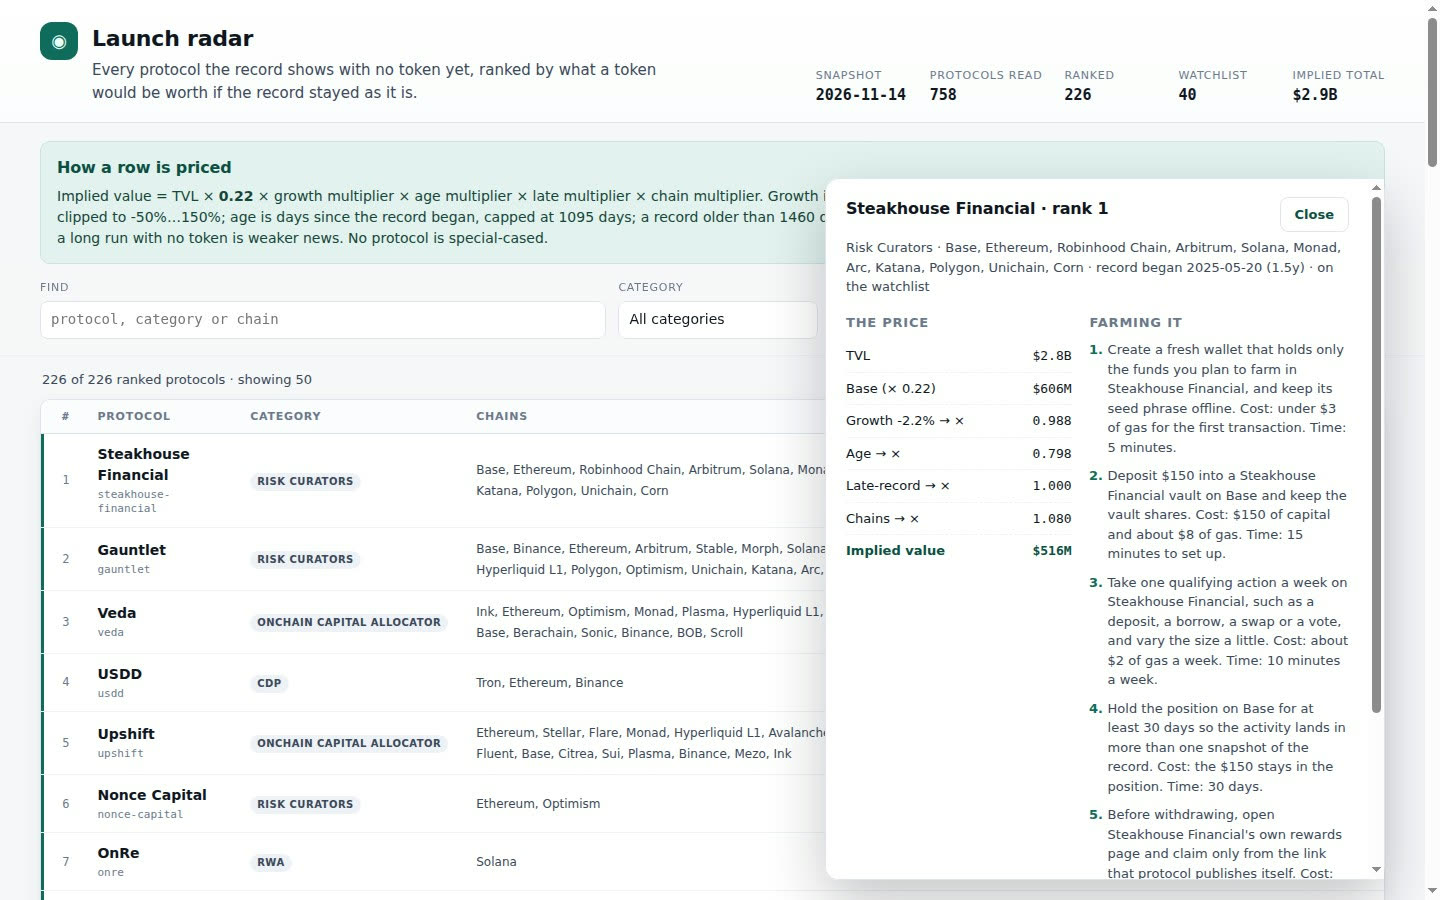 Launch radar
Every protocol the record shows with no token yet, ranked by what a token
would be worth if the record stayed as it is.
SNAPSHOT
2026-11-14
PROTOCOLS READ
758
RANKED
226
WATCHLIST
40
IMPLIED TOTAL
$2.9B
How a row is priced
Implied value = TVL × 0.22 × growth multiplier × age multiplier × late multiplier × chain multiplier. Growth
clipped to -50%…150%; age is days since the record began, capped at 1095 days; a record older than 1460
a long run with no token is weaker news. No protocol is special-cased.
FIND
protocol, category or chain
CATEGORY
All categories
226 of 226 ranked protocols · showing 50
# PROTOCOL CATEGORY CHAINS
1
Steakhouse
Financial
steakhouse-
financial
RISK CURATORS
Base, Ethereum, Robinhood Chain, Arbitrum, Solana,
Katana, Polygon, Unichain, Corn
2
Gauntlet
gauntlet
RISK CURATORS
Base, Binance, Ethereum, Arbitrum, Stable, Morph, Solana
Hyperliquid L1, Polygon, Optimism, Unichain, Katana, Arc,
3
Veda
veda
ONCHAIN CAPITAL ALLOCATOR
Ink, Ethereum, Optimism, Monad, Plasma, Hyperliquid L1,
Base, Berachain, Sonic, Binance, BOB, Scroll
4
USDD
usdd
CDP
Tron, Ethereum, Binance
5
Upshift
upshift
ONCHAIN CAPITAL ALLOCATOR
Ethereum, Stellar, Flare, Monad, Hyperliquid L1,
Fluent, Base, Citrea, Sui, Plasma, Binance, Mezo, Ink
6
Nonce Capital
nonce-capital
RISK CURATORS
Ethereum, Optimism
7
OnRe
onre
RWA
Solana
Steakhouse Financial · rank 1
Close
Risk Curators · Base, Ethereum, Robinhood Chain, Arbitrum, Solana, Monad,
Arc, Katana, Polygon, Unichain, Corn · record began 2025-05-20 (1.5y) · on
the watchlist
THE PRICE
TVL $2.8B
Base (× 0.22) $606M
Growth -2.2% → × 0.988
Age → × 0.798
Late-record → × 1.000
Chains → × 1.080
Implied value $516M
FARMING IT
1. Create a fresh wallet that holds only
the funds you plan to farm in
Steakhouse Financial, and keep its
seed phrase offline. Cost: under $3
of gas for the first transaction. Time:
5 minutes.
2. Deposit $150 into a Steakhouse
Financial vault on Base and keep the
vault shares. Cost: $150 of capital
and about $8 of gas. Time: 15
minutes to set up.
3. Take one qualifying action a week on
Steakhouse Financial, such as a
deposit, a borrow, a swap or a vote,
and vary the size a little. Cost: about
$2 of gas a week. Time: 10 minutes
a week.
4. Hold the position on Base for at
least 30 days so the activity lands in
more than one snapshot of the
record. Cost: the $150 stays in the
position. Time: 30 days.
5. Before withdrawing, open
Steakhouse Financial's own rewards
page and claim only from the link
that protocol publishes itself. Cost: